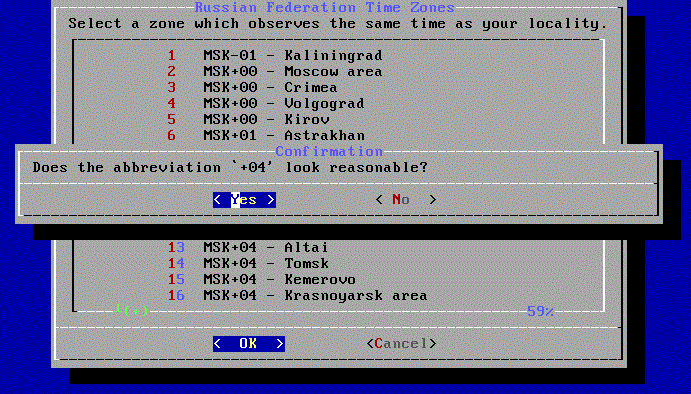 Russian Federation Time Zones
Select a zone which observes the same time as your locality.
1 MSK-01 - Kaliningrad
2 MSK+00 - Moscow area
3 MSK+00 - Crimea
4 MSK+00 - Volgograd
5 MSK+00 - Kirov
6 MSK+01 - Astrakhan
Confirmation
Does the abbreviation `+04' look reasonable?
< Yes > < No >
13 MSK+04 - Altai
14 MSK+04 - Tomsk
15 MSK+04 - Kemerovo
16 MSK+04 - Krasnoyarsk area
↓(+) 59%
< OK > <Cancel>